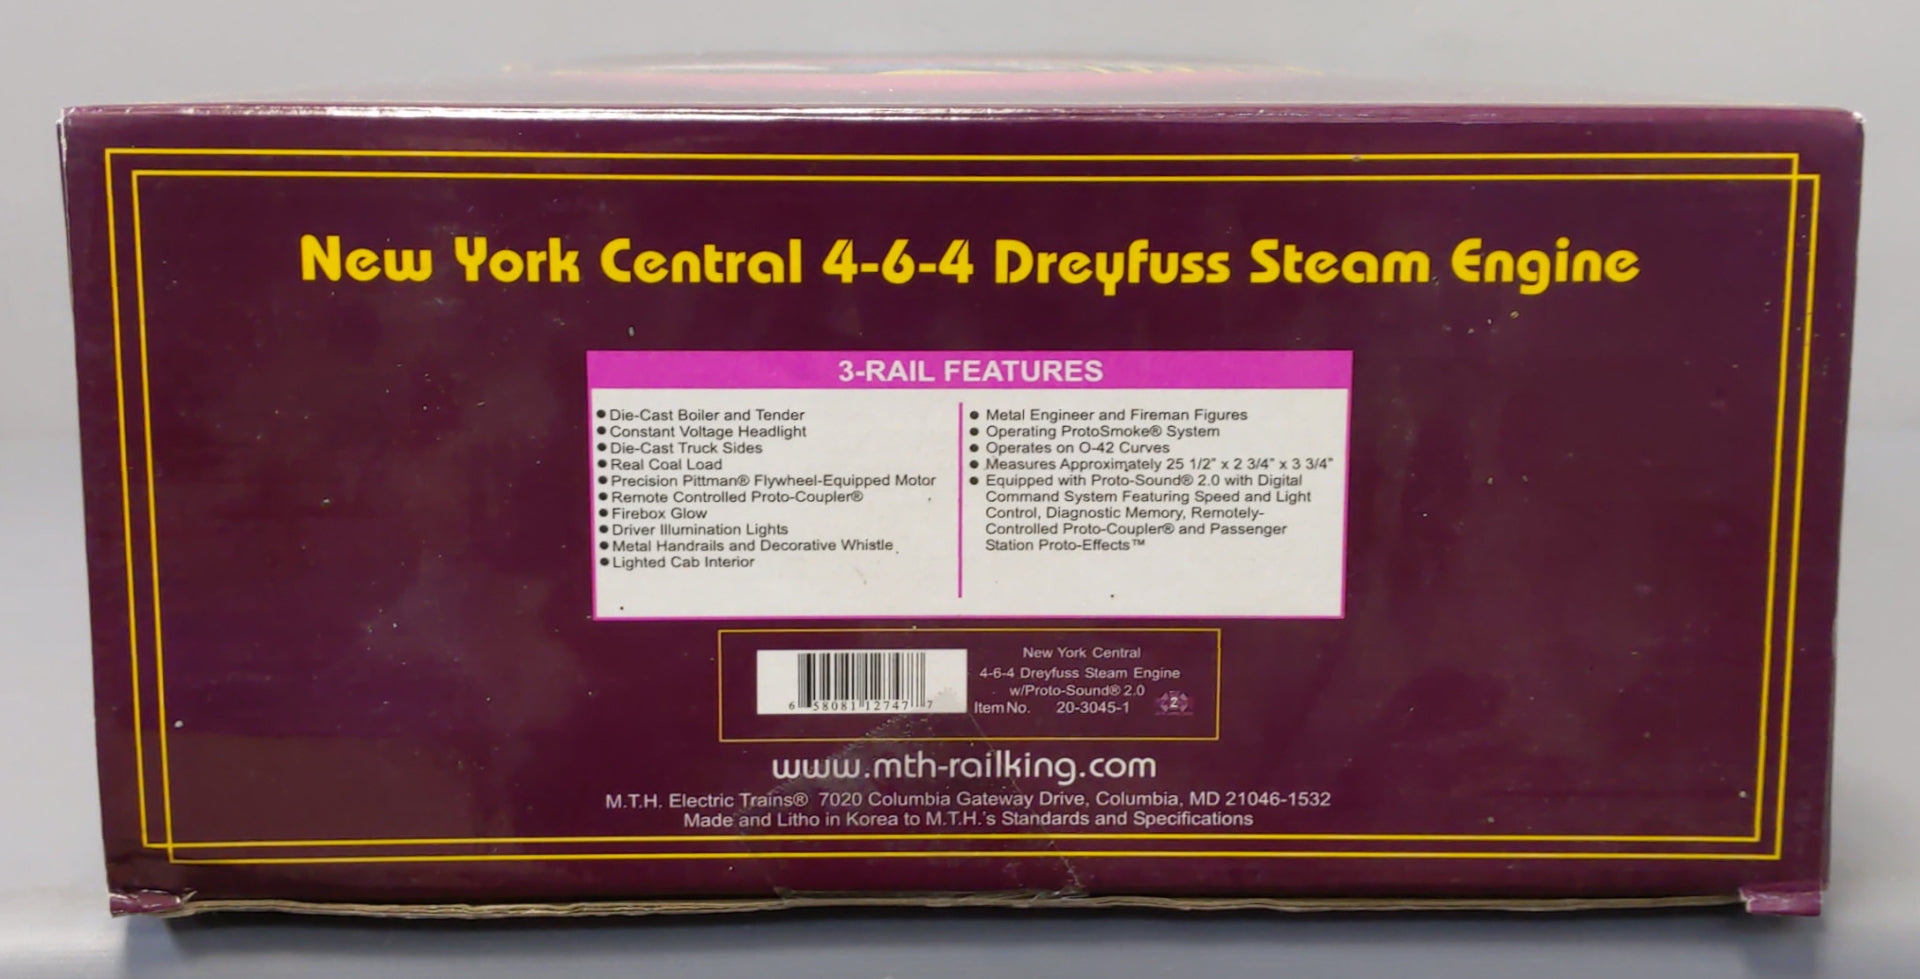 New York Central 4-6-4 Dreyfuss Steam Engine
3-RAIL FEATURES
● Die-Cast Boiler and Tender
● Constant Voltage Headlight
● Die-Cast Truck Sides
● Real Coal Load
● Precision Pittman® Flywheel-Equipped Motor
● Remote Controlled Proto-Coupler®
● Firebox Glow
● Driver Illumination Lights
● Metal Handrails and Decorative Whistle
● Lighted Cab Interior
● Metal Engineer and Fireman Figures
● Operating ProtoSmoke® System
● Operates on O-42 Curves
● Measures Approximately 25 1/2" x 2 3/4" x 3 3/4"
● Equipped with Proto-Sound® 2.0 with Digital
Command System Featuring Speed and Light
Control, Diagnostic Memory, Remotely-
Controlled Proto-Coupler® and Passenger
Station Proto-Effects™
6 58081 12747 7
New York Central
4-6-4 Dreyfuss Steam Engine
w/Proto-Sound® 2.0
Item No. 20-3045-1
2
www.mth-railking.com
M.T.H. Electric Trains® 7020 Columbia Gateway Drive, Columbia, MD 21046-1532
Made and Litho in Korea to M.T.H.'s Standards and Specifications